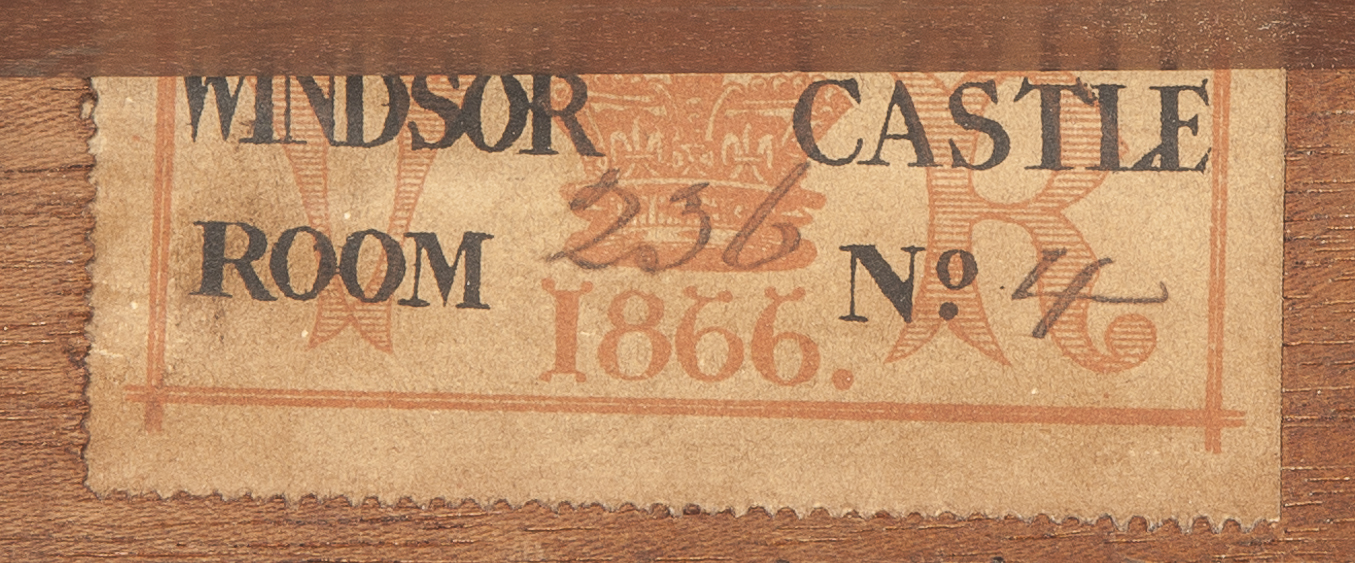 V R
WINDSOR CASTLE
ROOM 236 Nº 4
1866.